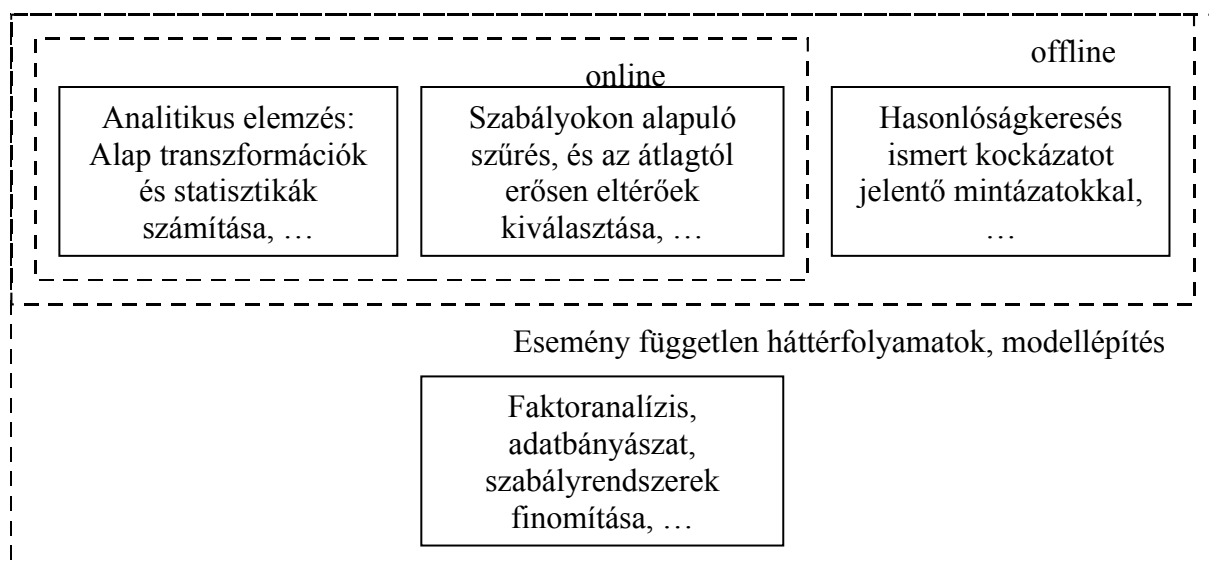 offline
online
Analitikus elemzés:
Alap transzformációk
és statisztikák
számítása, …
Szabályokon alapuló
szűrés, és az átlagtól
erősen eltérőek
kiválasztása, …
Hasonlóságkeresés
ismert kockázatot
jelentő mintázatokkal,
…
Esemény független háttérfolyamatok, modellépítés
Faktoranalízis,
adatbányászat,
szabályrendszerek
finomítása, …